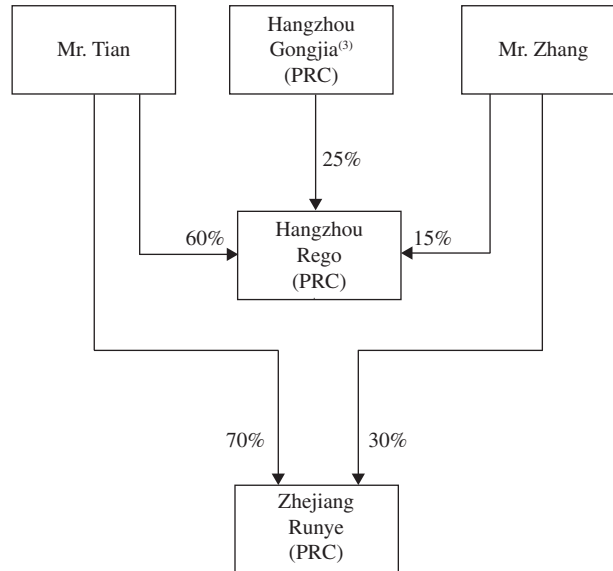 Mr. Tian
Hangzhou
Gongjia(3)
(PRC)
Mr. Zhang
25%
60%
Hangzhou
Rego
(PRC)
15%
70%
30%
Zhejiang
Runye
(PRC)